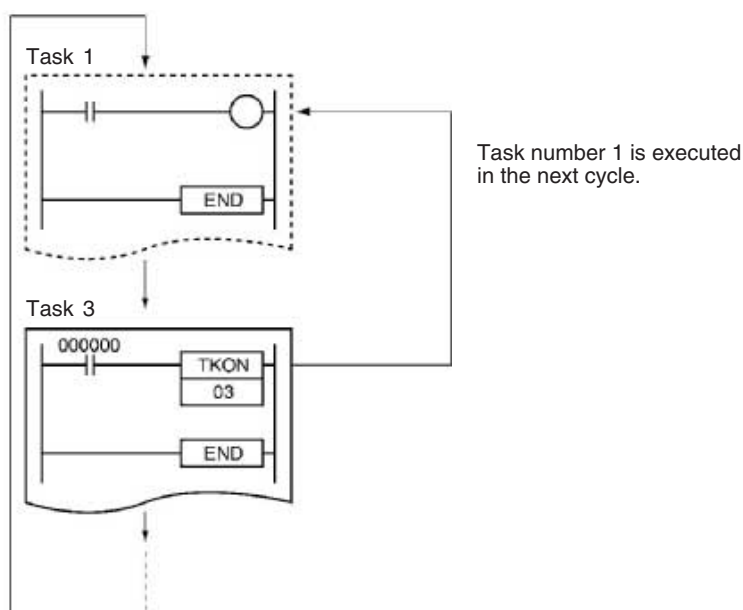 Task 1
END
Task number 1 is executed
in the next cycle.
Task 3
000000
TKON
03
END